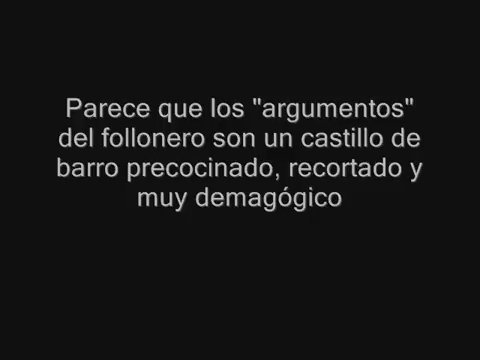 Parece que los "argumentos"
del follonero son un castillo de
barro precocinado, recortado y
muy demagógico